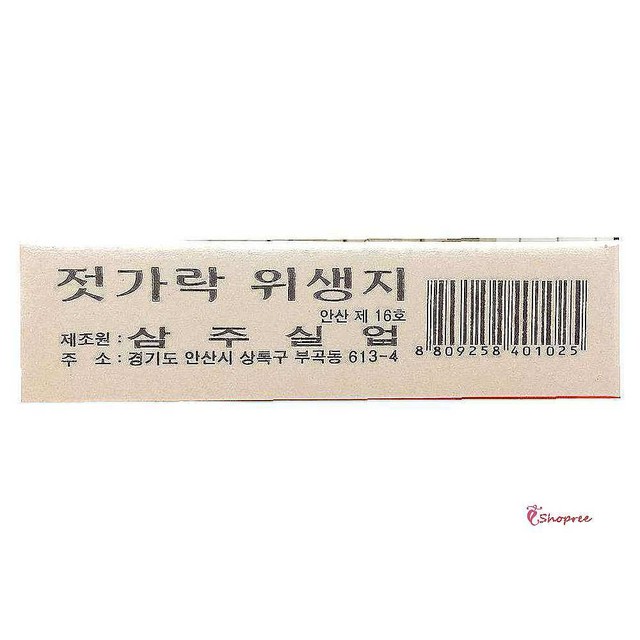 젓가락 위생지
안산 제 16호
제조원 : 삼 주 실 업
주 소 : 경기도 안산시 상록구 부곡동 613-4
8 809258 401025
Shopree